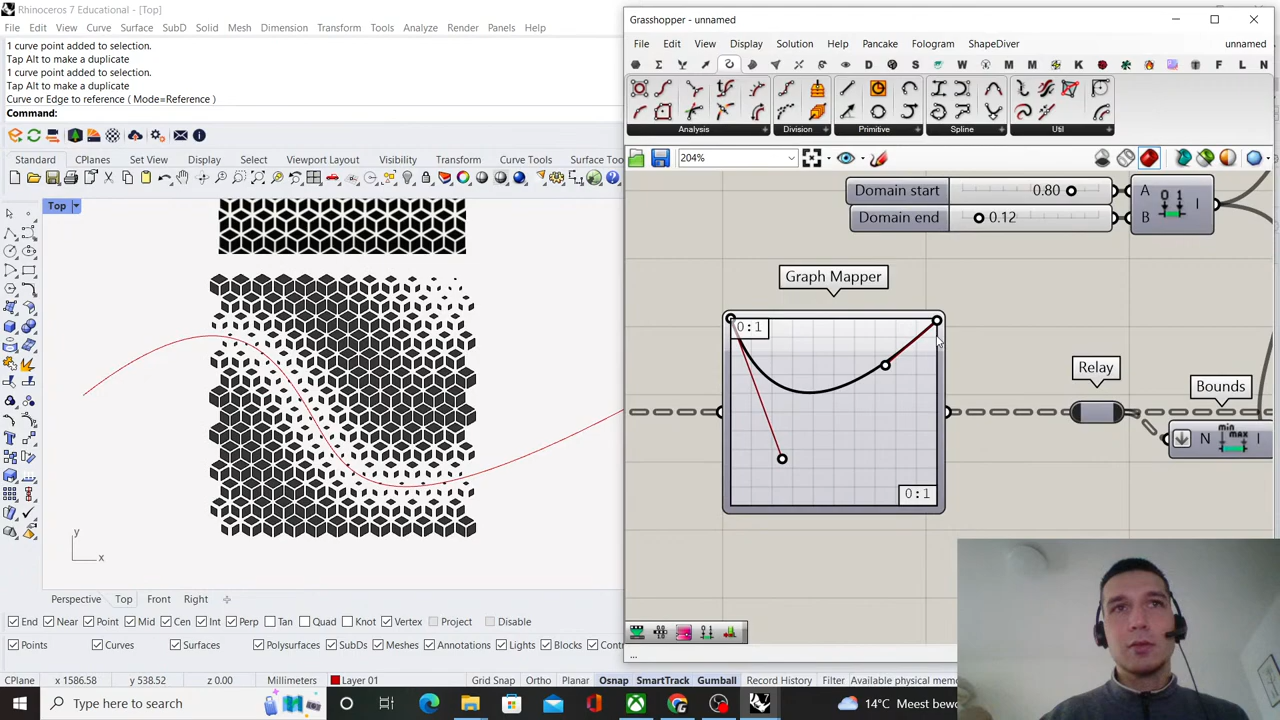 Rhinoceros 7 Educational - [Top]
File Edit View Curve Surface SubD Solid Mesh Dimension Transform Tools Analyze Render Panels Help
1 curve point added to selection.
Tap Alt to make a duplicate
1 curve point added to selection.
Tap Alt to make a duplicate
Curve or Edge to reference ( Mode=Reference )
Command:
Standard CPlanes Set View Display Select Viewport Layout Visibility Transform Curve Tools Surface Too
Top
y
x
Perspective Top Front Right
End Near Point Mid Cen Int Perp Tan Quad Knot Vertex Project Disable
Points Curves Surfaces Polysurfaces SubDs Meshes Annotations Lights Blocks Contr
CPlane x 1586.58 y 538.52 z 0.00 Millimeters Layer 01 Grid Snap Ortho Planar Osnap SmartTrack Gumball Record History Filter Available physical mem
Grasshopper - unnamed
File Edit View Display Solution Help Pancake Fologram ShapeDiver unnamed
Σ D S W M M K F L N
Analysis Division Primitive Spline Util
204%
Domain start 0.80
Domain end 0.12
A 0 1 I
B
Graph Mapper
0 : 1
0 : 1
Relay
Bounds
N min max I
...
Type here to search
14°C Meest bewo